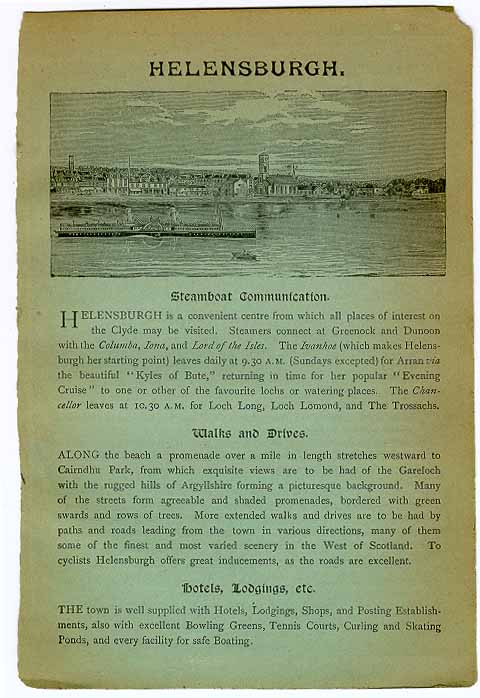 HELENSBURGH.
Steamboat Communication.
HELENSBURGH is a convenient centre from which all places of interest on
the Clyde may be visited. Steamers connect at Greenock and Dunoon
with the Columba, Iona, and Lord of the Isles. The Ivanhoe (which makes Helens-
burgh her starting point) leaves daily at 9.30 A.M. (Sundays excepted) for Arran via
the beautiful "Kyles of Bute," returning in time for her popular "Evening
Cruise" to one or other of the favourite lochs or watering places. The Chan-
cellor leaves at 10.30 A.M. for Loch Long, Loch Lomond, and The Trossachs.
Walks and Drives.
ALONG the beach a promenade over a mile in length stretches westward to
Cairndhu Park, from which exquisite views are to be had of the Gareloch
with the rugged hills of Argyllshire forming a picturesque background. Many
of the streets form agreeable and shaded promenades, bordered with green
swards and rows of trees. More extended walks and drives are to be had by
paths and roads leading from the town in various directions, many of them
some of the finest and most varied scenery in the West of Scotland. To
cyclists Helensburgh offers great inducements, as the roads are excellent.
Hotels, Lodgings, etc.
THE town is well supplied with Hotels, Lodgings, Shops, and Posting Establish-
ments, also with excellent Bowling Greens, Tennis Courts, Curling and Skating
Ponds, and every facility for safe Boating.